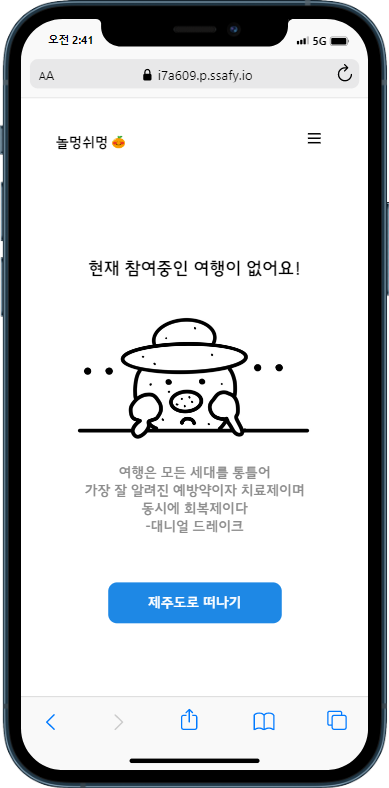 오전 2:41
5G
AA
i7a609.p.ssafy.io
놀멍쉬멍
현재 참여중인 여행이 없어요!
여행은 모든 세대를 통틀어
가장 잘 알려진 예방약이자 치료제이며
동시에 회복제이다
-대니얼 드레이크
제주도로 떠나기